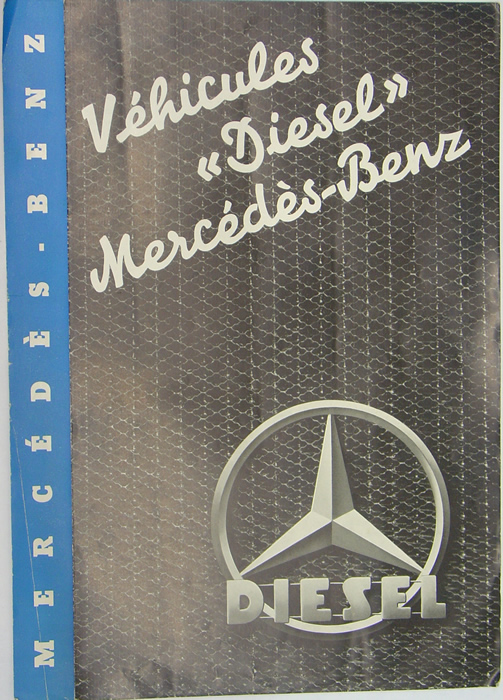 MERCÉDÈS-BENZ
Véhicules
«Diesel»
Mercédès-Benz
DIESEL